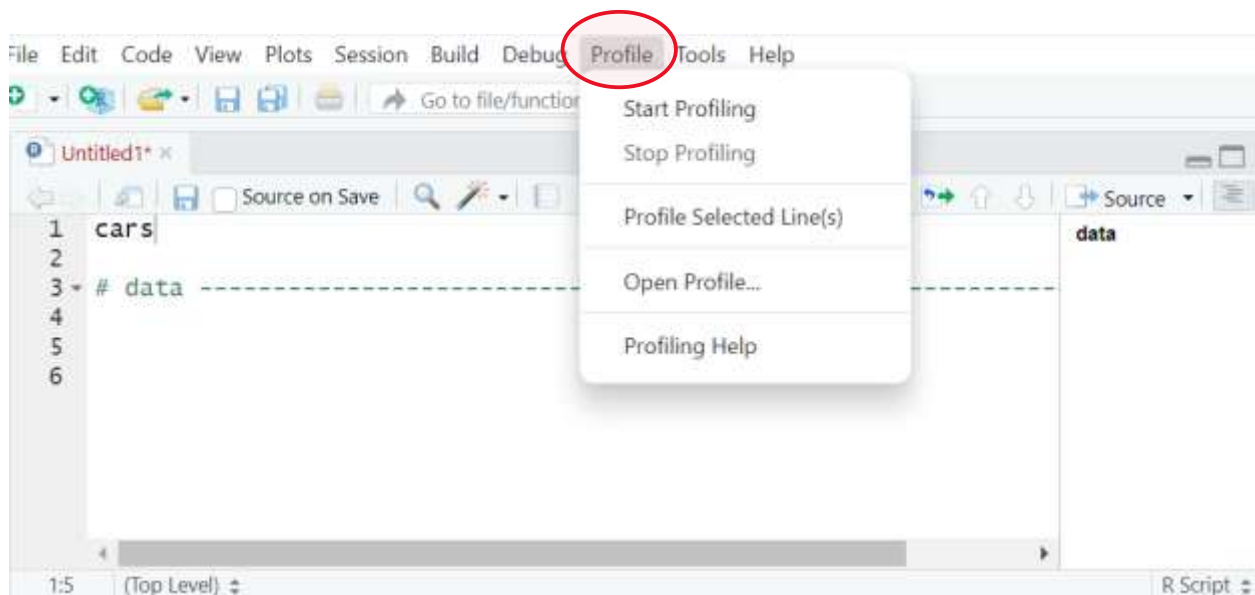 File Edit Code View Plots Session Build Debug Profile Tools Help
Go to file/function
Start Profiling
Stop Profiling
Profile Selected Line(s)
Open Profile...
Profiling Help
Untitled1* ×
Source on Save
Source
1 cars
2
3 # data ----------------------------------------------------------------
4
5
6
data
1:5 (Top Level)
R Script